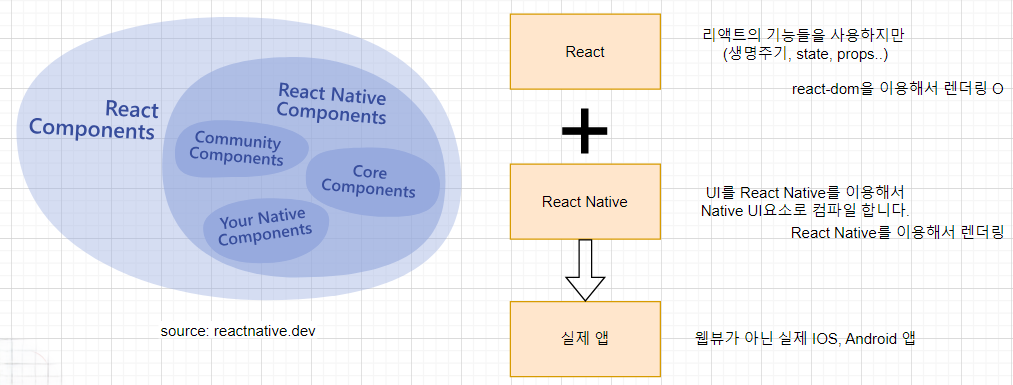 React
Components
React Native
Components
Community
Components
Core
Components
Your Native
Components
source: reactnative.dev
React
리액트의 기능들을 사용하지만
(생명주기, state, props..)
react-dom을 이용해서 렌더링 O
React Native
UI를 React Native를 이용해서
Native UI요소로 컴파일 합니다.
React Native를 이용해서 렌더링
실제 앱
웹뷰가 아닌 실제 IOS, Android 앱